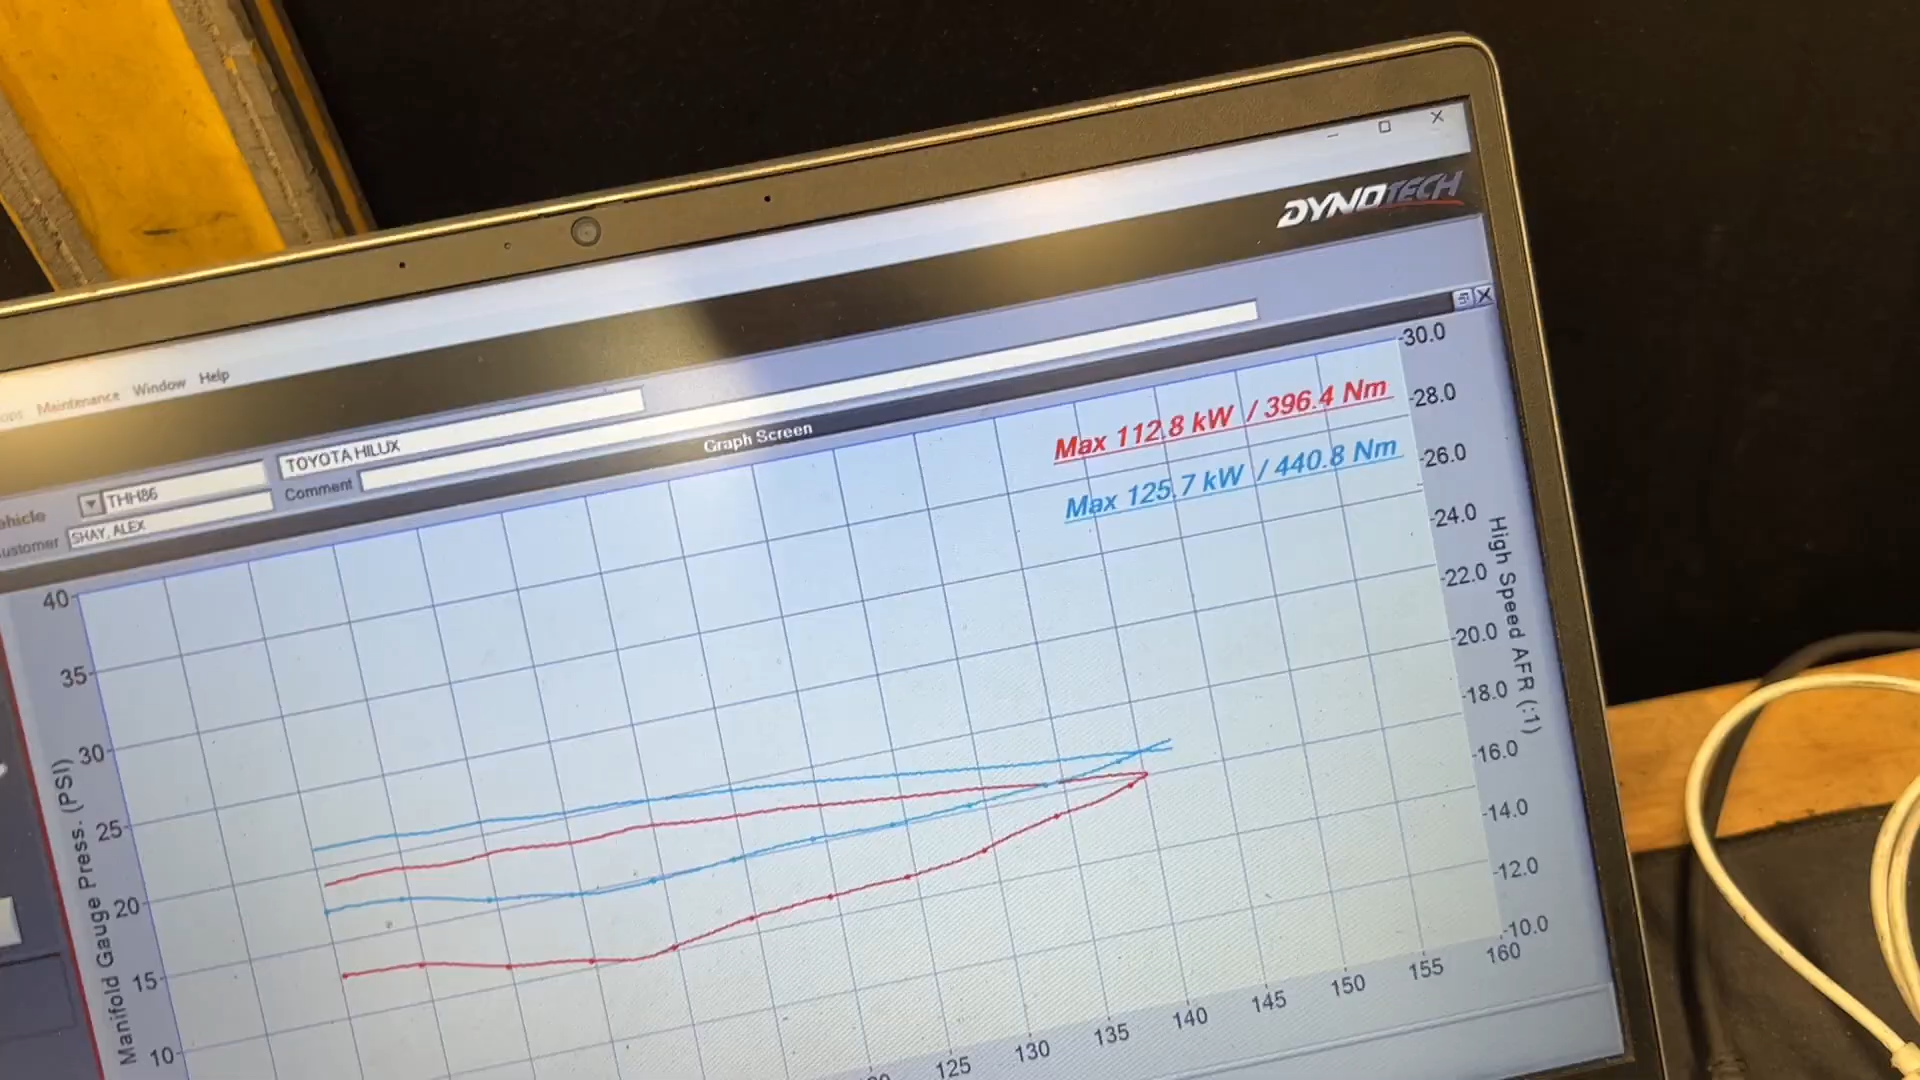 DYNOTECH
Maintenance Window Help
TOYOTA HILUX
THH86
Comment
SHAY, ALEX
Graph Screen
Max 112.8 kW / 396.4 Nm
Max 125.7 kW / 440.8 Nm
40
35
30
25
20
15
10
Manifold Gauge Press. (PSI)
30.0
28.0
26.0
24.0
22.0
20.0
18.0
16.0
14.0
12.0
10.0
High Speed AFR (:1)
125 130 135 140 145 150 155 160